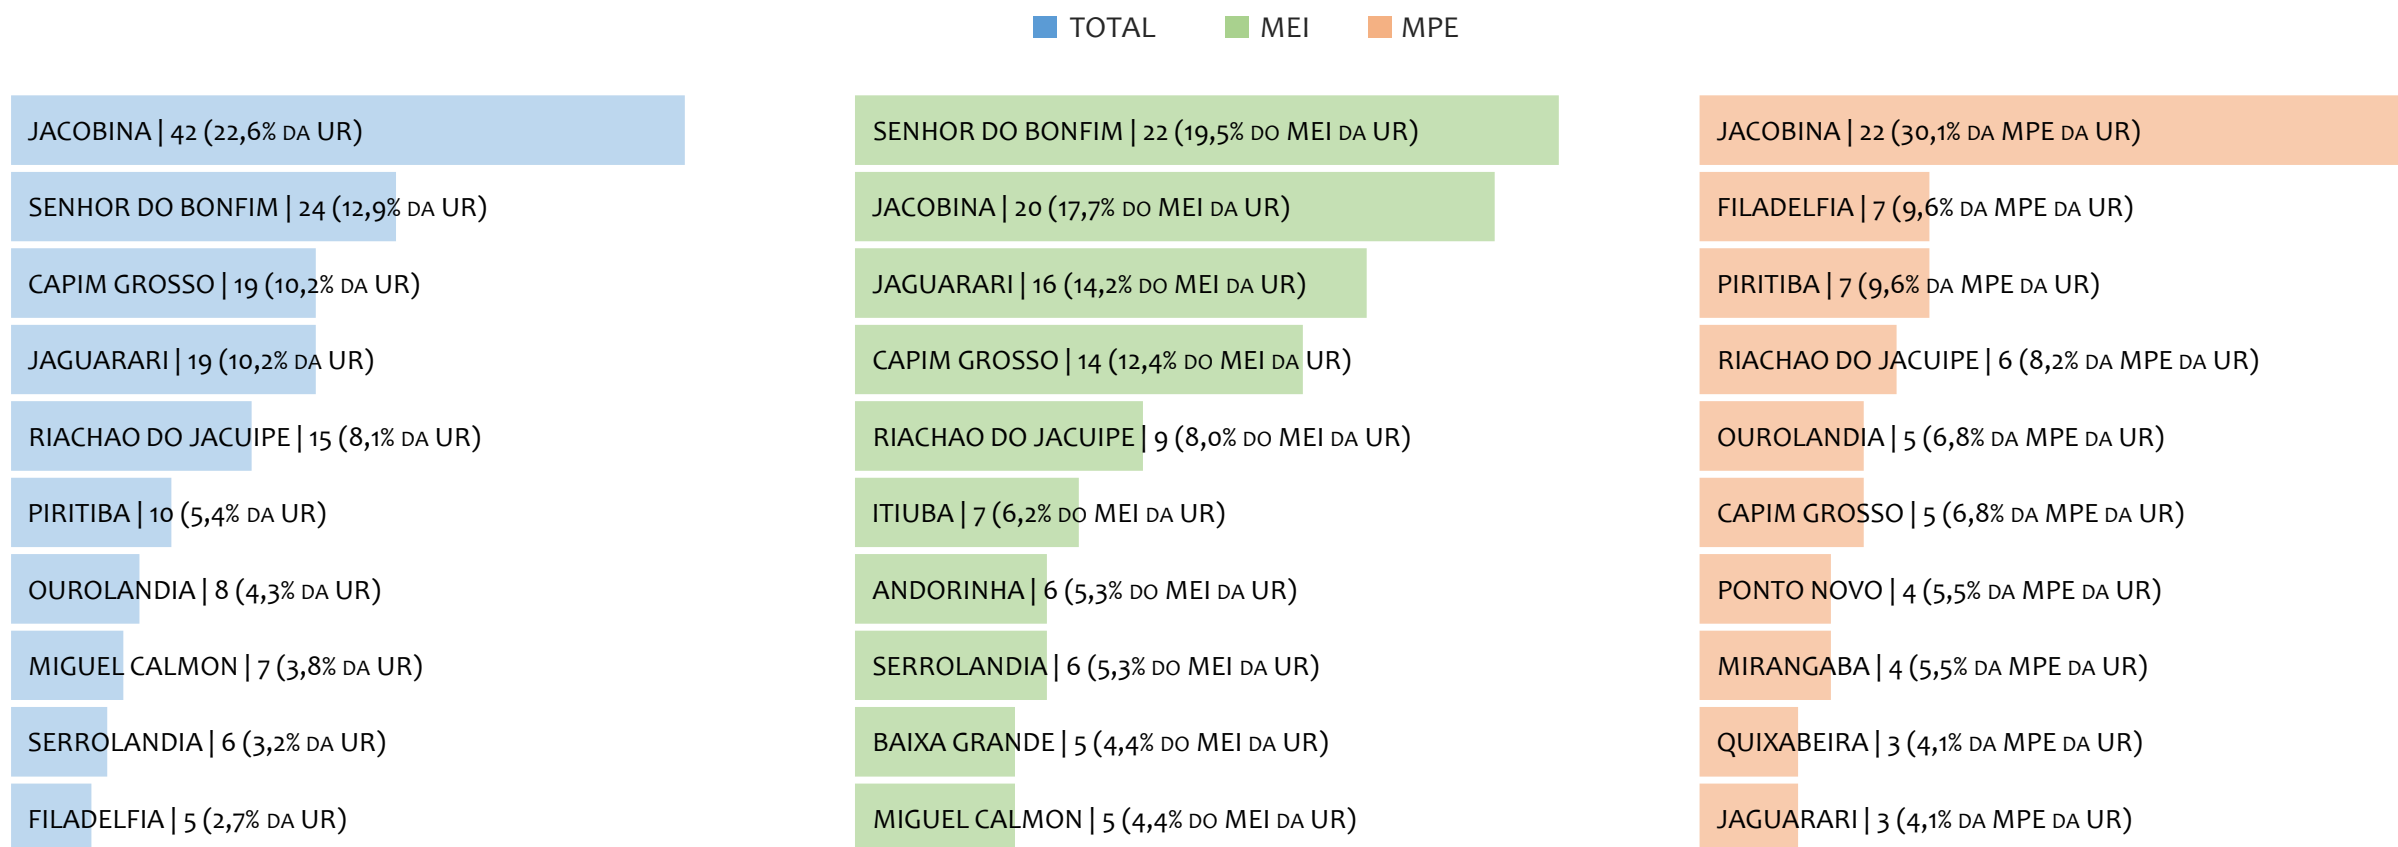 TOTAL MEI MPE
JACOBINA | 42 (22,6% DA UR)
SENHOR DO BONFIM | 24 (12,9% DA UR)
CAPIM GROSSO | 19 (10,2% DA UR)
JAGUARARI | 19 (10,2% DA UR)
RIACHAO DO JACUIPE | 15 (8,1% DA UR)
PIRITIBA | 10 (5,4% DA UR)
OUROLANDIA | 8 (4,3% DA UR)
MIGUEL CALMON | 7 (3,8% DA UR)
SERROLANDIA | 6 (3,2% DA UR)
FILADELFIA | 5 (2,7% DA UR)
SENHOR DO BONFIM | 22 (19,5% DO MEI DA UR)
JACOBINA | 20 (17,7% DO MEI DA UR)
JAGUARARI | 16 (14,2% DO MEI DA UR)
CAPIM GROSSO | 14 (12,4% DO MEI DA UR)
RIACHAO DO JACUIPE | 9 (8,0% DO MEI DA UR)
ITIUBA | 7 (6,2% DO MEI DA UR)
ANDORINHA | 6 (5,3% DO MEI DA UR)
SERROLANDIA | 6 (5,3% DO MEI DA UR)
BAIXA GRANDE | 5 (4,4% DO MEI DA UR)
MIGUEL CALMON | 5 (4,4% DO MEI DA UR)
JACOBINA | 22 (30,1% DA MPE DA UR)
FILADELFIA | 7 (9,6% DA MPE DA UR)
PIRITIBA | 7 (9,6% DA MPE DA UR)
RIACHAO DO JACUIPE | 6 (8,2% DA MPE DA UR)
OUROLANDIA | 5 (6,8% DA MPE DA UR)
CAPIM GROSSO | 5 (6,8% DA MPE DA UR)
PONTO NOVO | 4 (5,5% DA MPE DA UR)
MIRANGABA | 4 (5,5% DA MPE DA UR)
QUIXABEIRA | 3 (4,1% DA MPE DA UR)
JAGUARARI | 3 (4,1% DA MPE DA UR)